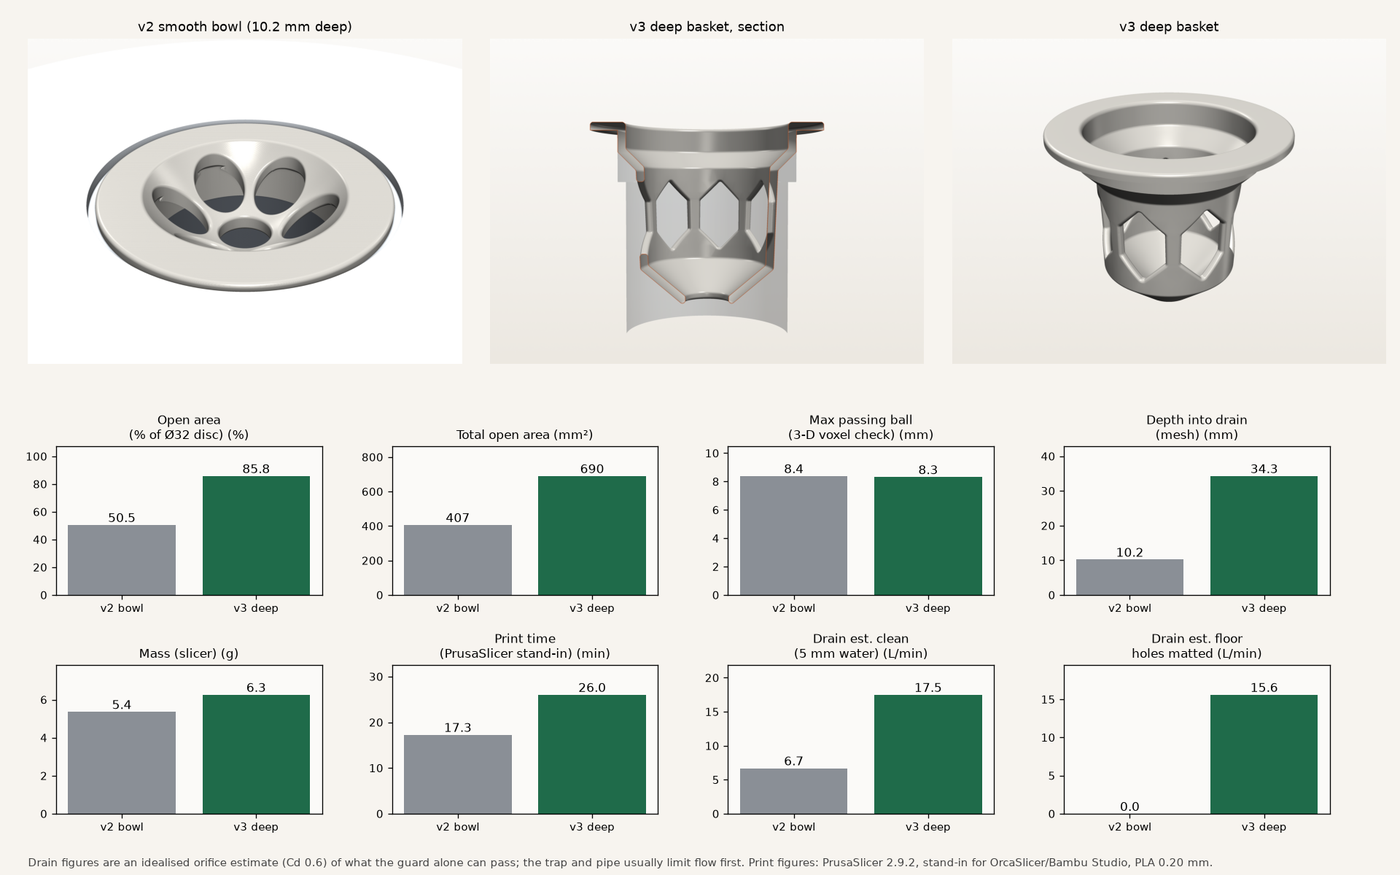 v2 smooth bowl (10.2 mm deep)
v3 deep basket, section
v3 deep basket
Open area
(% of Ø32 disc) (%)
100
80
60
40
20
0
50.5
85.8
v2 bowl
v3 deep
Total open area (mm²)
800
600
400
200
0
407
690
v2 bowl
v3 deep
Max passing ball
(3-D voxel check) (mm)
10
8
6
4
2
0
8.4
8.3
v2 bowl
v3 deep
Depth into drain
(mesh) (mm)
40
30
20
10
0
10.2
34.3
v2 bowl
v3 deep
Mass (slicer) (g)
6
4
2
0
5.4
6.3
v2 bowl
v3 deep
Print time
(PrusaSlicer stand-in) (min)
30
20
10
0
17.3
26.0
v2 bowl
v3 deep
Drain est. clean
(5 mm water) (L/min)
20
15
10
5
0
6.7
17.5
v2 bowl
v3 deep
Drain est. floor
holes matted (L/min)
15
10
5
0
0.0
15.6
v2 bowl
v3 deep
Drain figures are an idealised orifice estimate (Cd 0.6) of what the guard alone can pass; the trap and pipe usually limit flow first. Print figures: PrusaSlicer 2.9.2, stand-in for OrcaSlicer/Bambu Studio, PLA 0.20 mm.